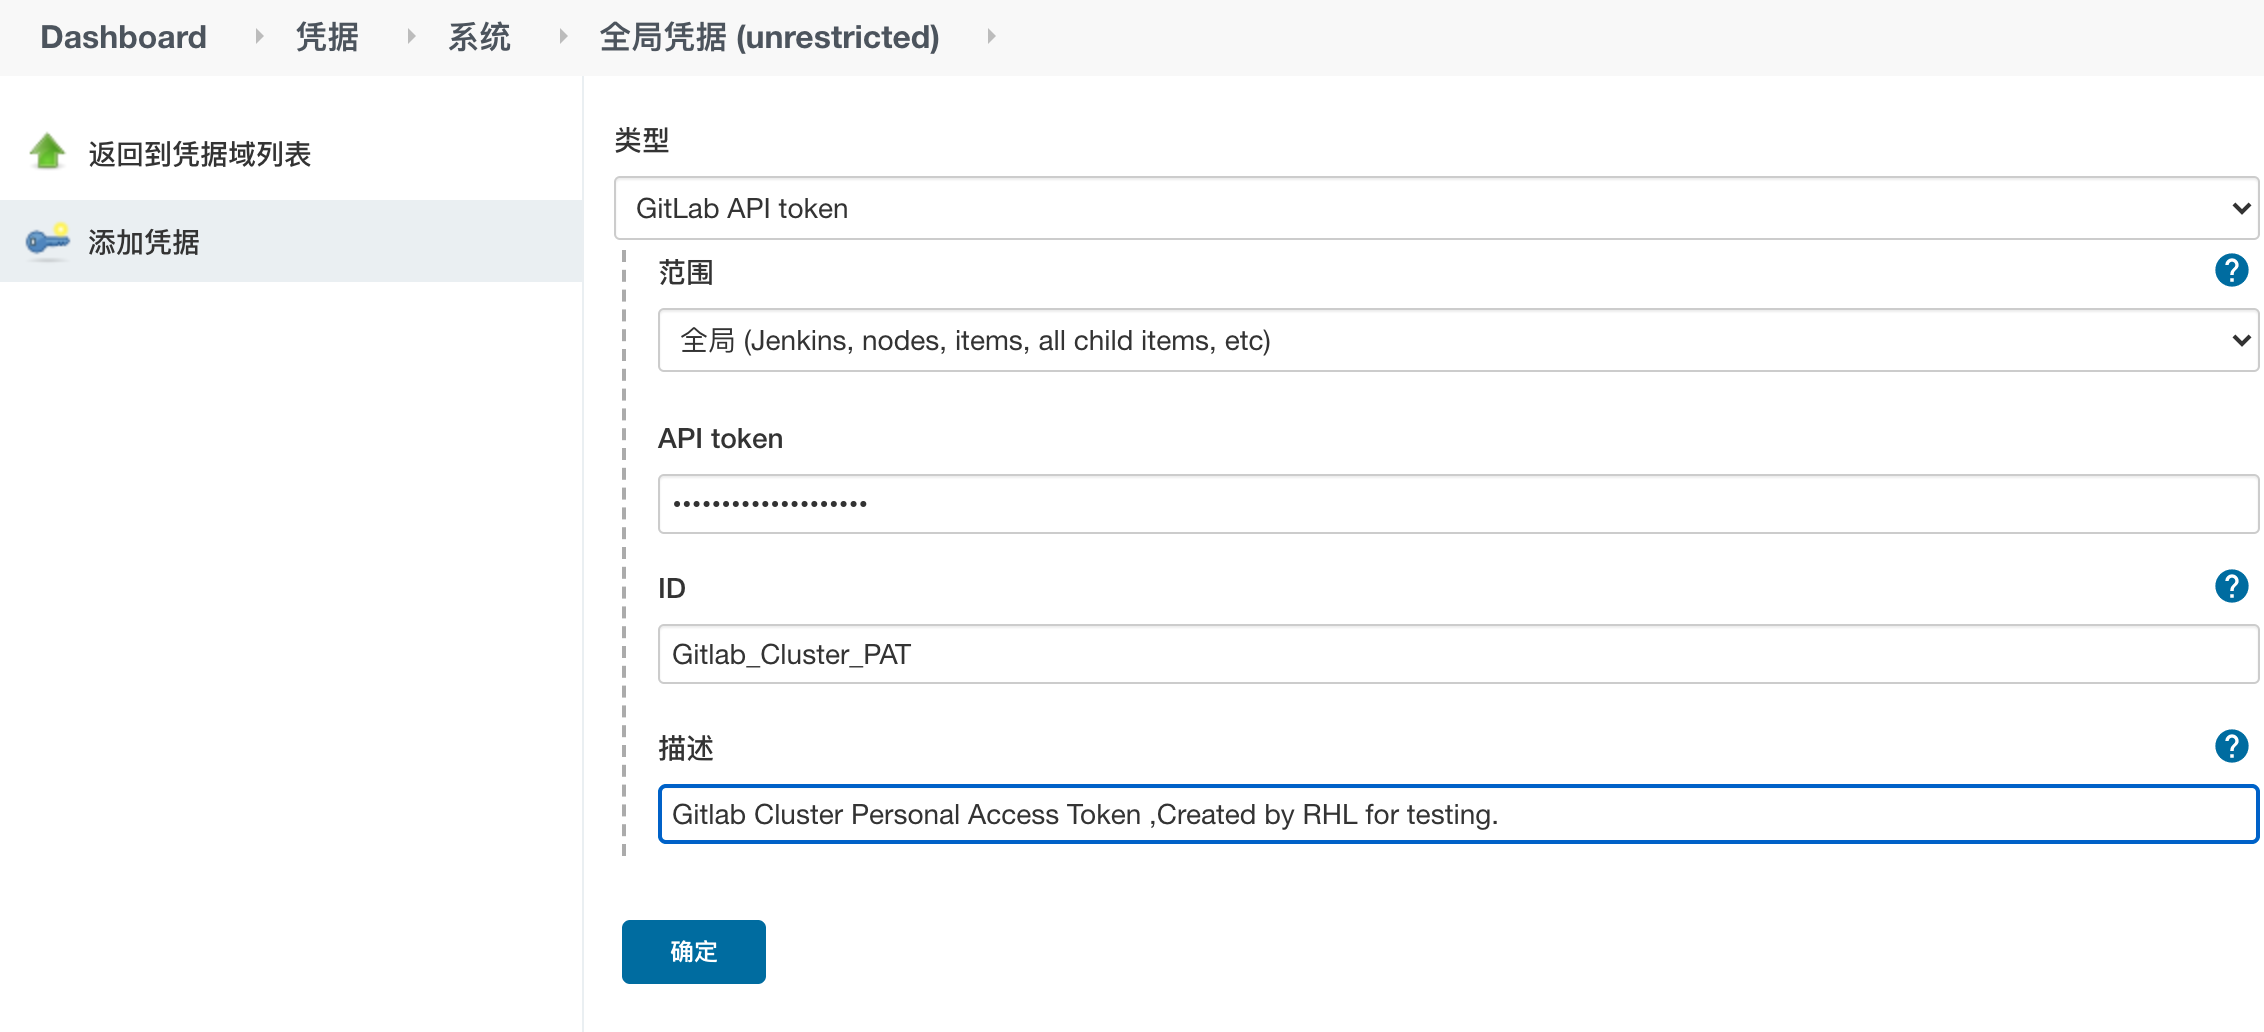 Dashboard 凭据 系统 全局凭据 (unrestricted)
返回到凭据域列表
添加凭据
类型
GitLab API token
范围
?
全局 (Jenkins, nodes, items, all child items, etc)
API token
••••••••••••••••••••
ID
?
Gitlab_Cluster_PAT
描述
?
Gitlab Cluster Personal Access Token ,Created by RHL for testing.
确定